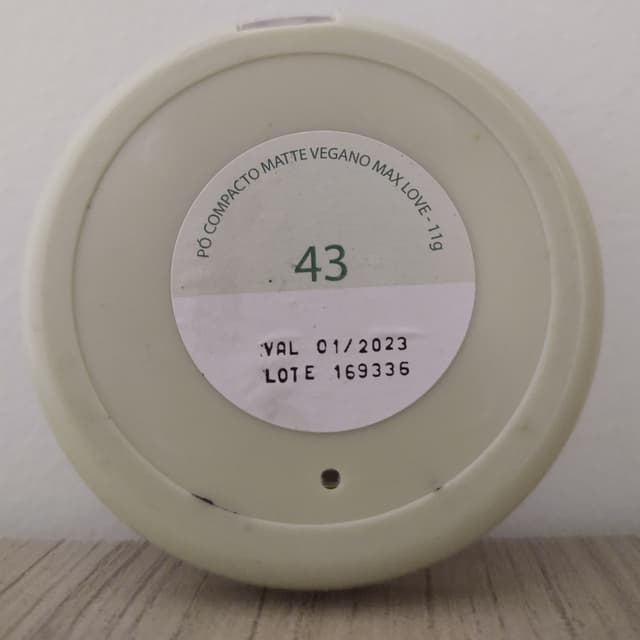 PÓ COMPACTO MATTE VEGANO MAX LOVE - 11g
43
VAL 01/2023
LOTE 169336